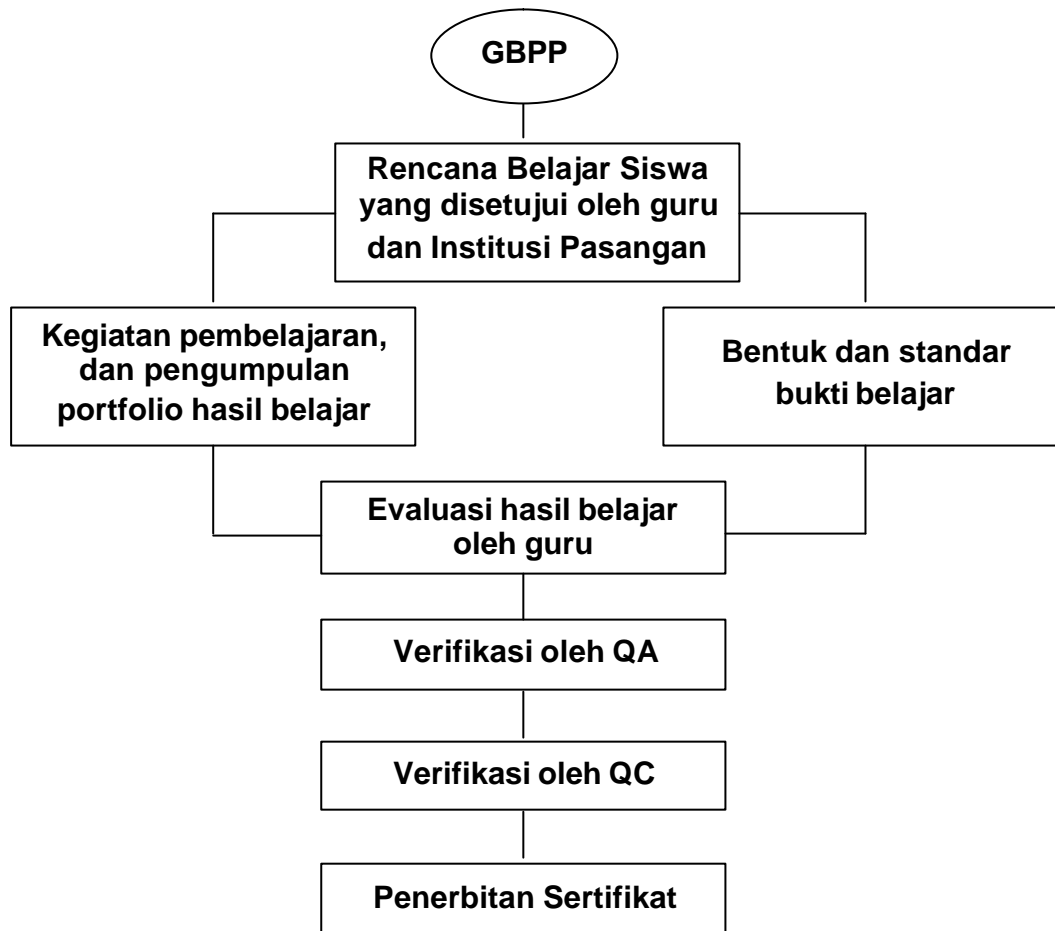 GBPP
Rencana Belajar Siswa
yang disetujui oleh guru
dan Institusi Pasangan
Kegiatan pembelajaran,
dan pengumpulan
portfolio hasil belajar
Bentuk dan standar
bukti belajar
Evaluasi hasil belajar
oleh guru
Verifikasi oleh QA
Verifikasi oleh QC
Penerbitan Sertifikat